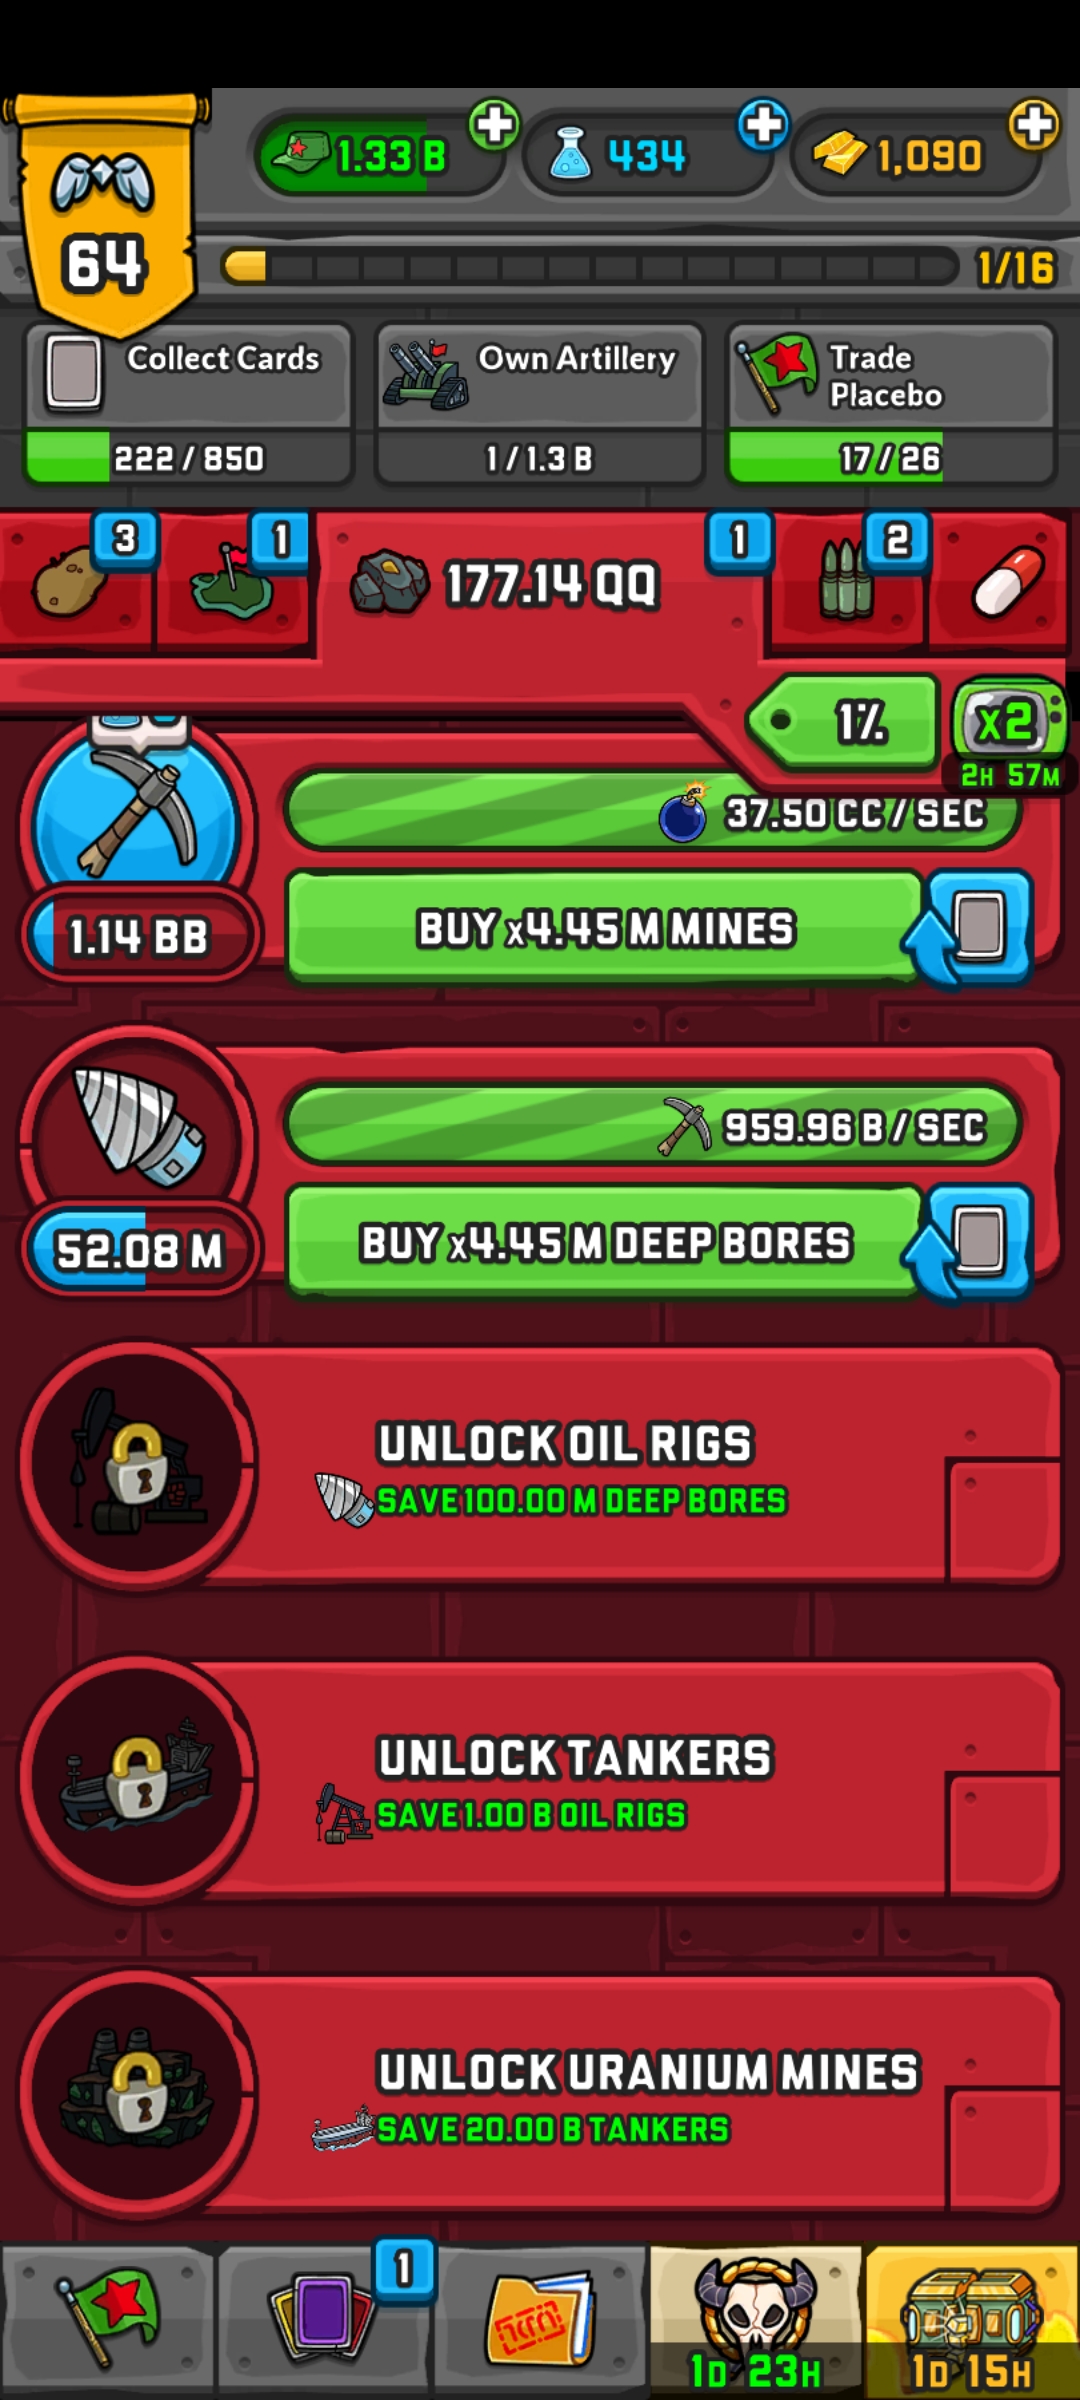 1.33 B
434
1,090
64
1/16
Collect Cards
222 / 850
Own Artillery
1 / 1.3 B
Trade
Placebo
17 / 26
3
1
177.14 QQ
1
2
1%
X2
2H 57M
37.50 CC / SEC
1.14 BB
BUY x4.45 M MINES
959.96 B / SEC
52.08 M
BUY x4.45 M DEEP BORES
UNLOCK OIL RIGS
SAVE 100.00 M DEEP BORES
UNLOCK TANKERS
SAVE 1.00 B OIL RIGS
UNLOCK URANIUM MINES
SAVE 20.00 B TANKERS
1
1D 23H
1D 15H